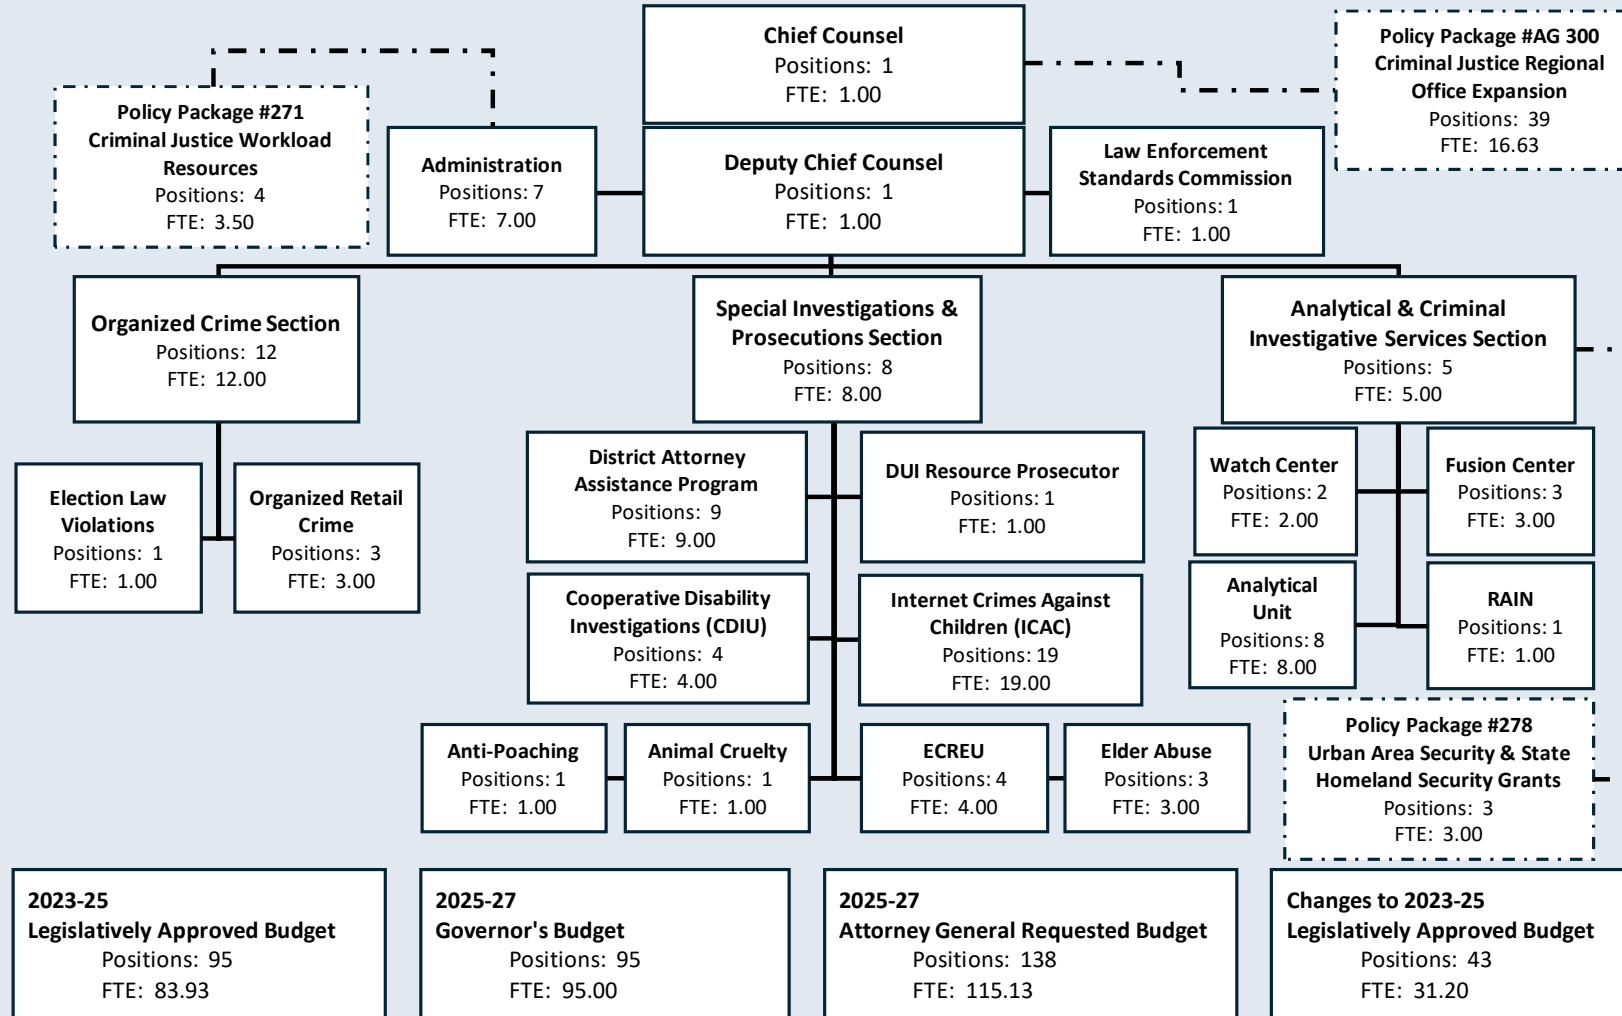 Chief Counsel
Positions: 1
FTE: 1.00
Policy Package #AG 300
Criminal Justice Regional
Office Expansion
Positions: 39
FTE: 16.63
Policy Package #271
Criminal Justice Workload
Resources
Positions: 4
FTE: 3.50
Administration
Positions: 7
FTE: 7.00
Deputy Chief Counsel
Positions: 1
FTE: 1.00
Law Enforcement
Standards Commission
Positions: 1
FTE: 1.00
Organized Crime Section
Positions: 12
FTE: 12.00
Special Investigations &
Prosecutions Section
Positions: 8
FTE: 8.00
Analytical & Criminal
Investigative Services Section
Positions: 5
FTE: 5.00
Election Law
Violations
Positions: 1
FTE: 1.00
Organized Retail
Crime
Positions: 3
FTE: 3.00
District Attorney
Assistance Program
Positions: 9
FTE: 9.00
DUI Resource Prosecutor
Positions: 1
FTE: 1.00
Watch Center
Positions: 2
FTE: 2.00
Fusion Center
Positions: 3
FTE: 3.00
Cooperative Disability
Investigations (CDIU)
Positions: 4
FTE: 4.00
Internet Crimes Against
Children (ICAC)
Positions: 19
FTE: 19.00
Analytical
Unit
Positions: 8
FTE: 8.00
RAIN
Positions: 1
FTE: 1.00
Anti-Poaching
Positions: 1
FTE: 1.00
Animal Cruelty
Positions: 1
FTE: 1.00
ECREU
Positions: 4
FTE: 4.00
Elder Abuse
Positions: 3
FTE: 3.00
Policy Package #278
Urban Area Security & State
Homeland Security Grants
Positions: 3
FTE: 3.00
2023-25
Legislatively Approved Budget
Positions: 95
FTE: 83.93
2025-27
Governor's Budget
Positions: 95
FTE: 95.00
2025-27
Attorney General Requested Budget
Positions: 138
FTE: 115.13
Changes to 2023-25
Legislatively Approved Budget
Positions: 43
FTE: 31.20